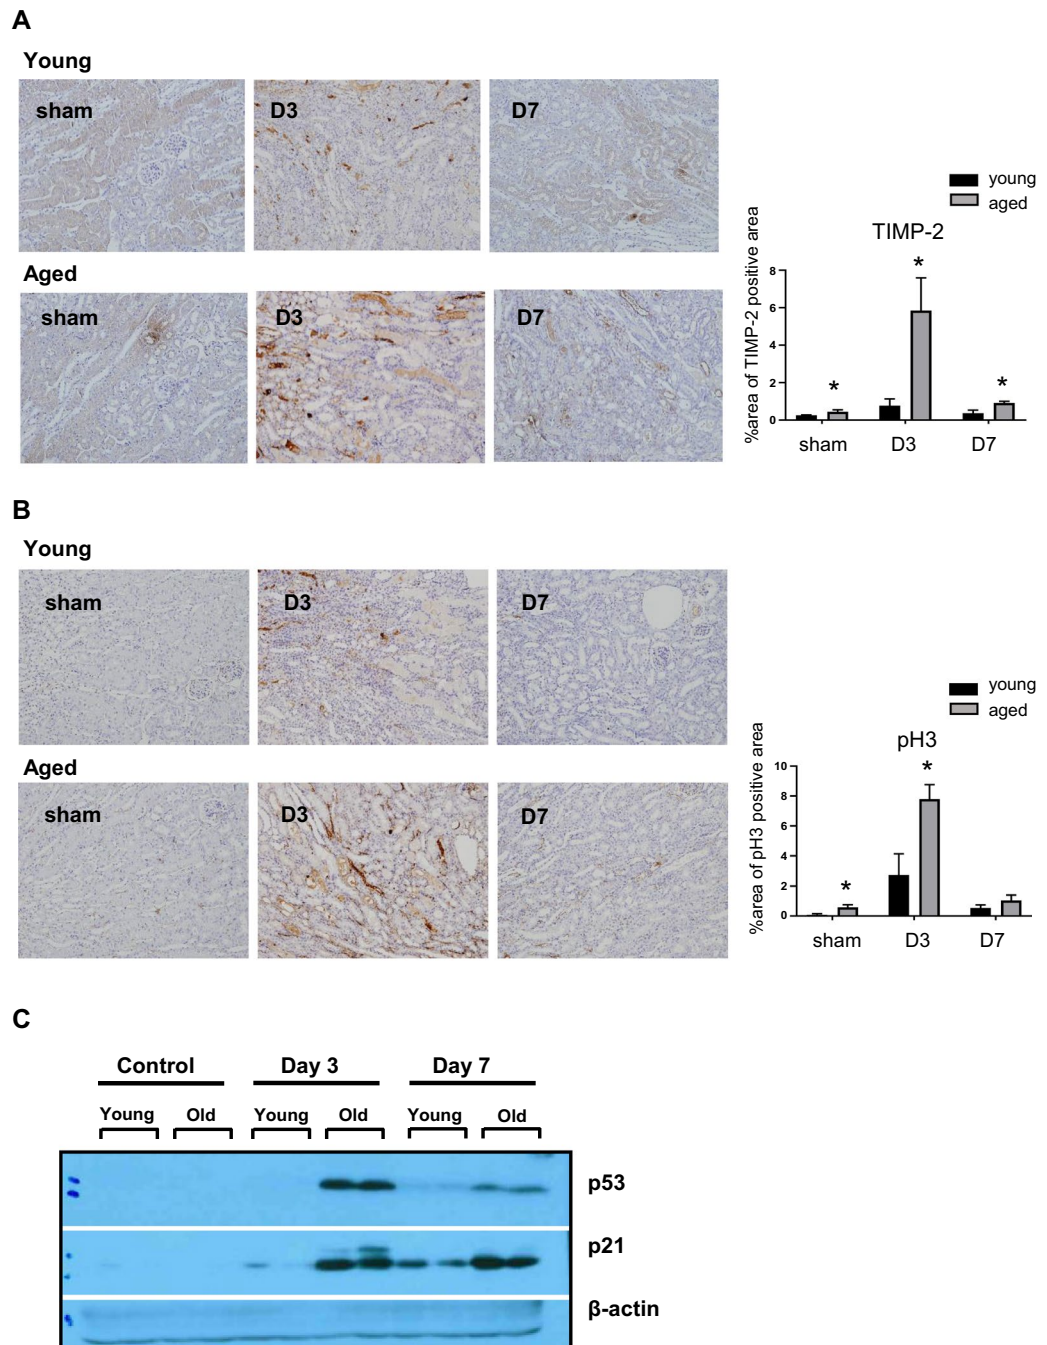 A
Young
sham
D3
D7
Aged
sham
D3
D7
young
aged
TIMP-2
%area of TIMP-2 positive area
8
6
4
2
0
*
*
*
sham
D3
D7
B
Young
sham
D3
D7
Aged
sham
D3
D7
young
aged
pH3
%area of pH3 positive area
10
8
6
4
2
0
*
*
sham
D3
D7
C
Control
Day 3
Day 7
Young
Old
Young
Old
Young
Old
p53
p21
β-actin